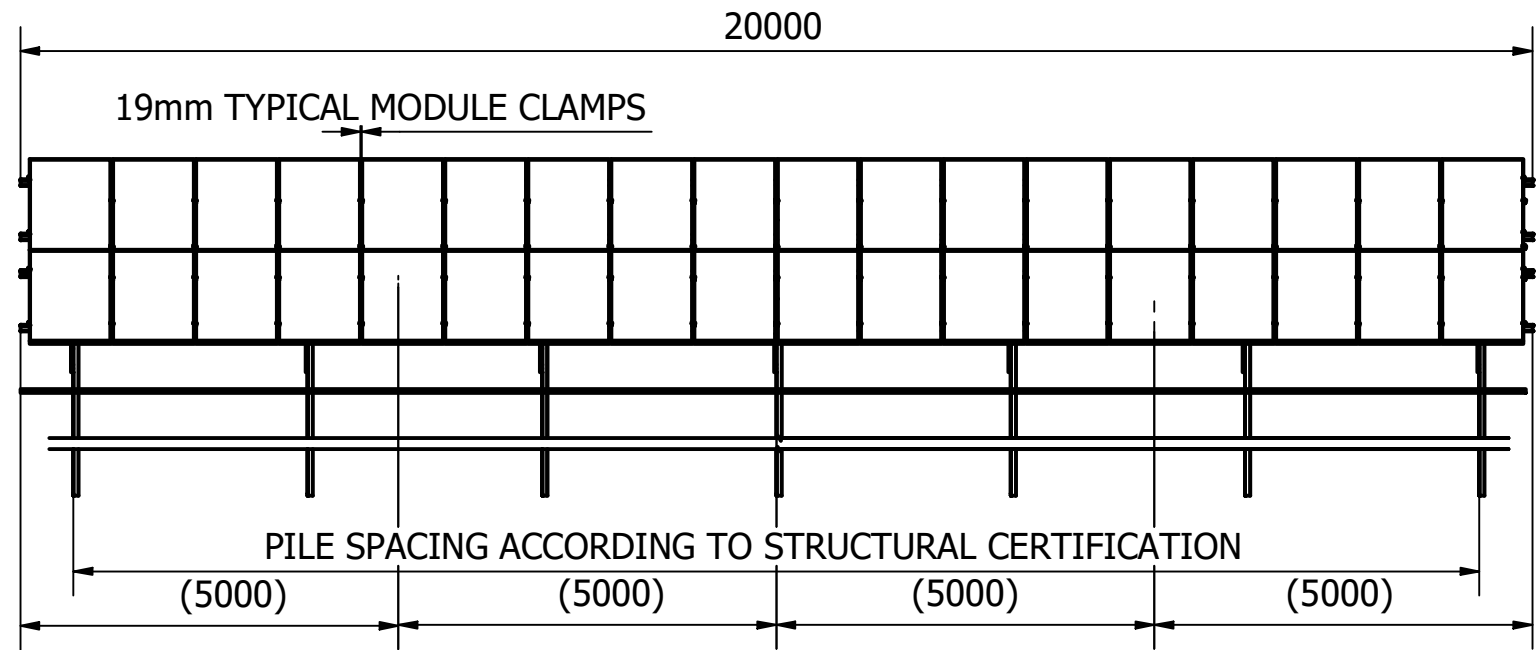 20000
19mm TYPICAL MODULE CLAMPS
PILE SPACING ACCORDING TO STRUCTURAL CERTIFICATION
(5000) (5000) (5000) (5000)